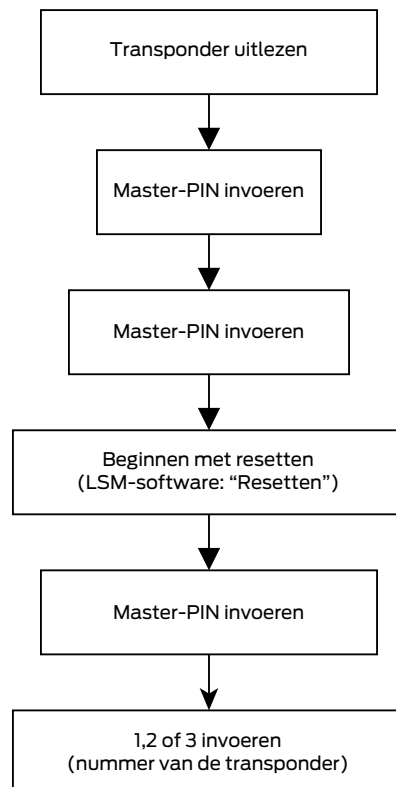 Transponder uitlezen
Master-PIN invoeren
Master-PIN invoeren
Beginnen met resetten
(LSM-software: “Resetten”)
Master-PIN invoeren
1,2 of 3 invoeren
(nummer van de transponder)